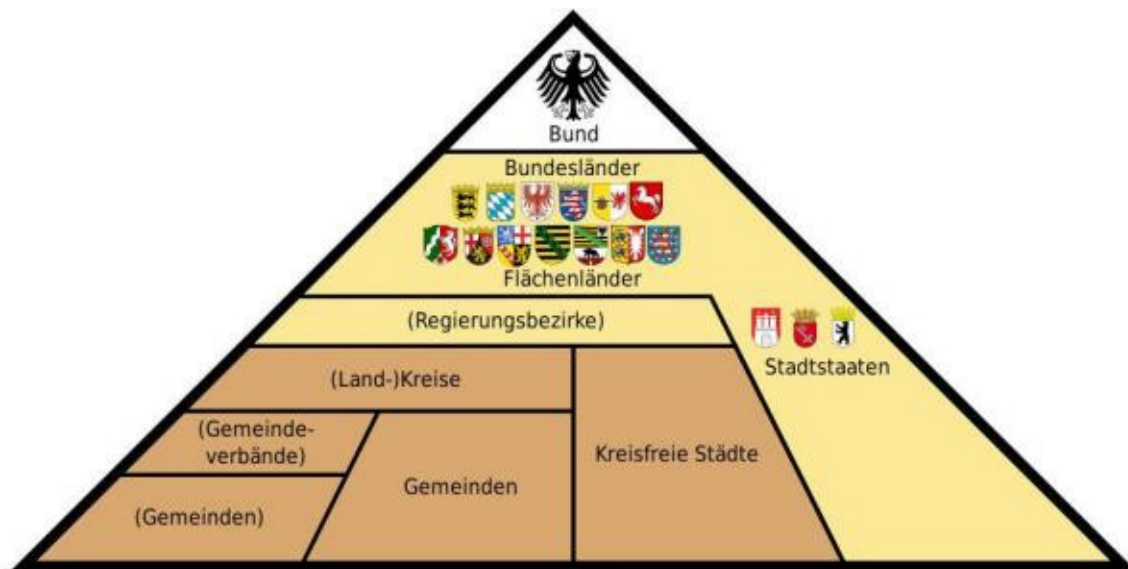 Bund
Bundesländer
Flächenländer
(Regierungsbezirke)
Stadtstaaten
(Land-)Kreise
(Gemeinde-
verbände)
Kreisfreie Städte
Gemeinden
(Gemeinden)